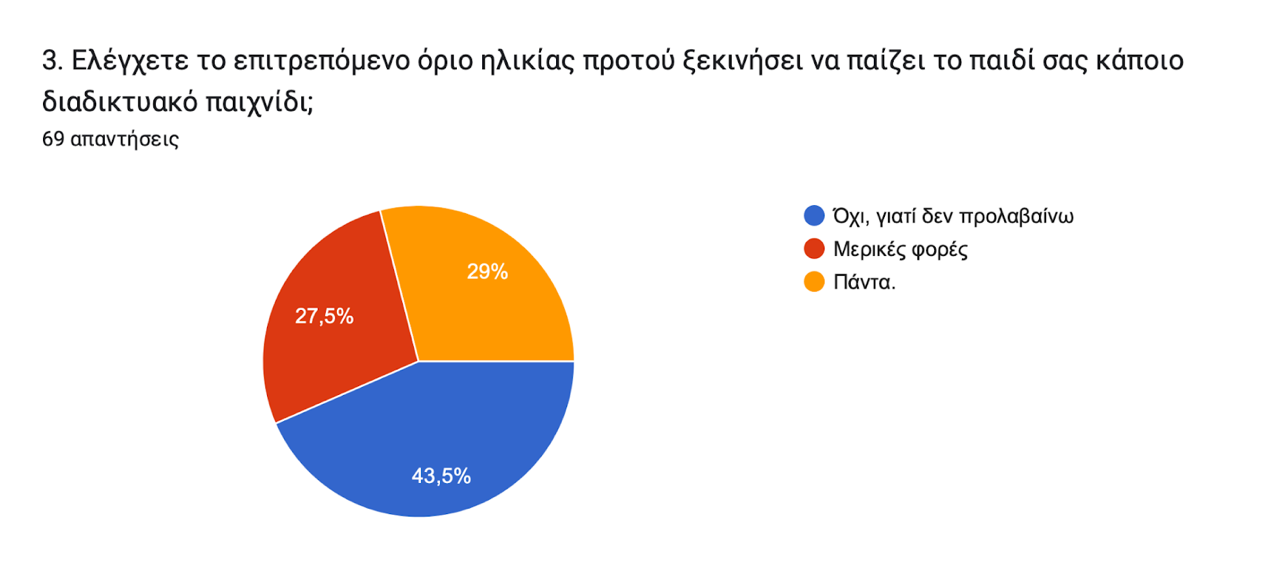 3. Ελέγχετε το επιτρεπόμενο όριο ηλικίας προτού ξεκινήσει να παίζει το παιδί σας κάποιο
διαδικτυακό παιχνίδι;
69 απαντήσεις
Όχι, γιατί δεν προλαβαίνω
Μερικές φορές
Πάντα.
29%
27,5%
43,5%